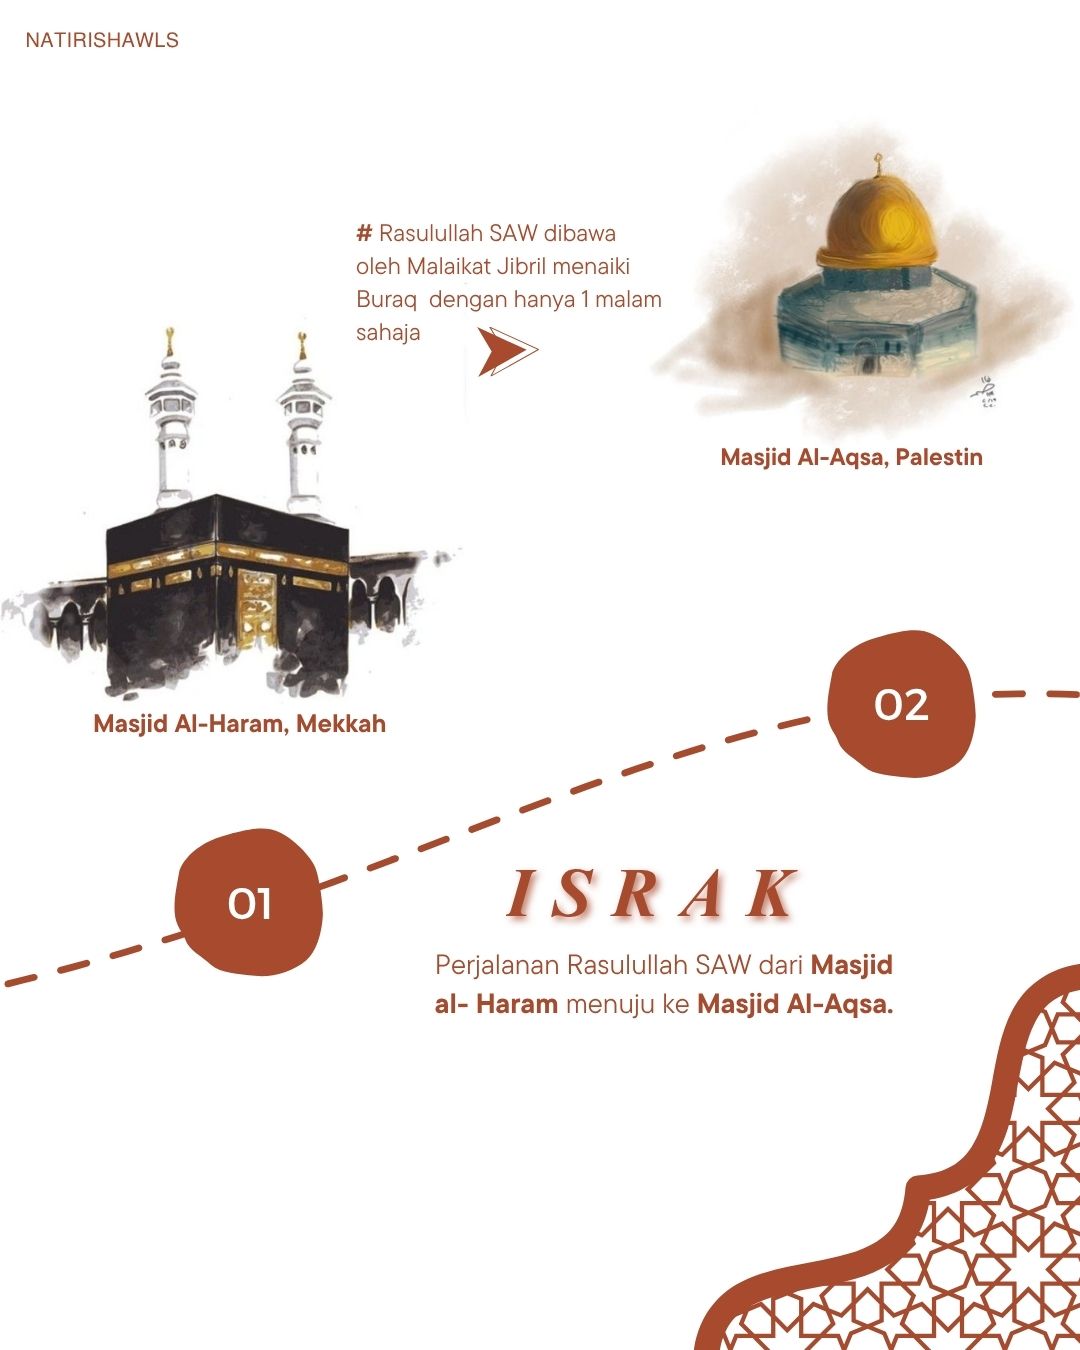 NATIRISHAWLS
# Rasulullah SAW dibawa
oleh Malaikat Jibril menaiki
Buraq dengan hanya 1 malam
sahaja
Masjid Al-Aqsa, Palestin
Masjid Al-Haram, Mekkah
02
01
ISRAK
Perjalanan Rasulullah SAW dari Masjid
al- Haram menuju ke Masjid Al-Aqsa.